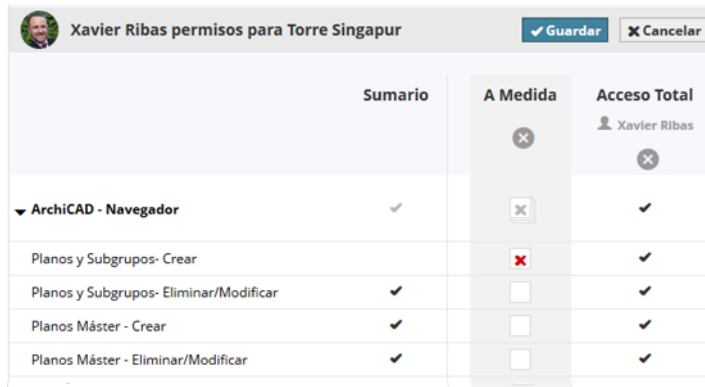 Xavier Ribas permisos para Torre Singapur
Guardar
Cancelar
Sumario
A Medida
Acceso Total
Xavier Ribas
ArchiCAD - Navegador
Planos y Subgrupos- Crear
Planos y Subgrupos- Eliminar/Modificar
Planos Máster - Crear
Planos Máster - Eliminar/Modificar